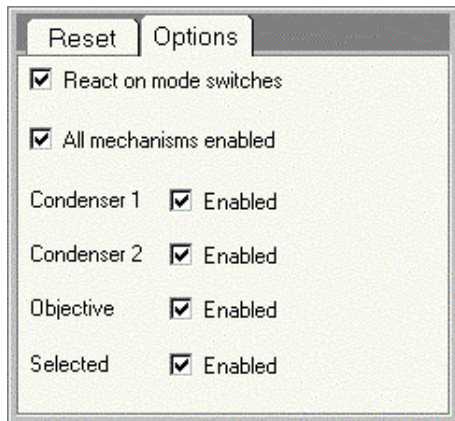 Reset Options
React on mode switches
All mechanisms enabled
Condenser 1 Enabled
Condenser 2 Enabled
Objective Enabled
Selected Enabled